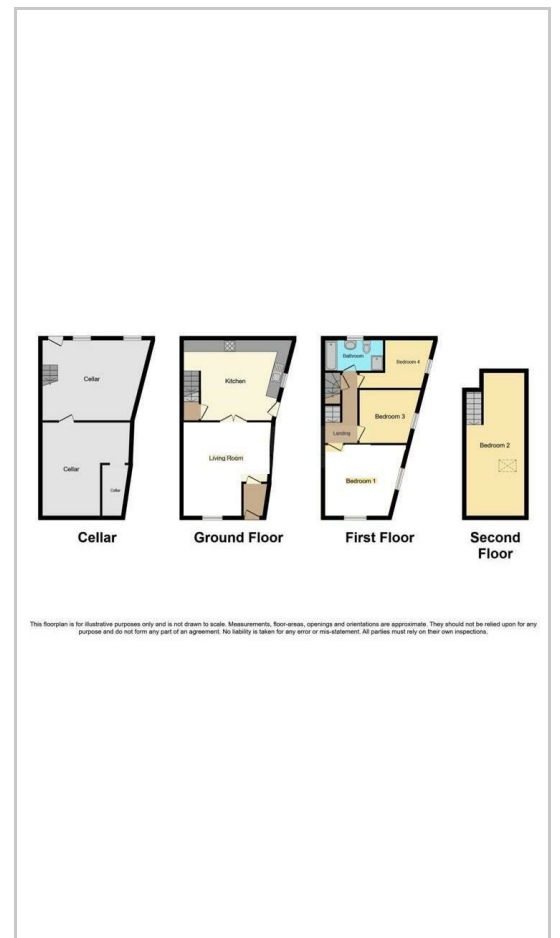 Cellar
Cellar
Cellar
Cellar
Kitchen
Living Room
Ground Floor
Bathroom
Bedroom 4
Bedroom 3
Landing
Bedroom 1
First Floor
Bedroom 2
Second
Floor
This floorplan is for illustrative purposes only and is not drawn to scale. Measurements, floor-areas, openings and orientations are approximate. They should not be relied upon for any
purpose and do not form any part of an agreement. No liability is taken for any error or mis-statement. All parties must rely on their own inspections.